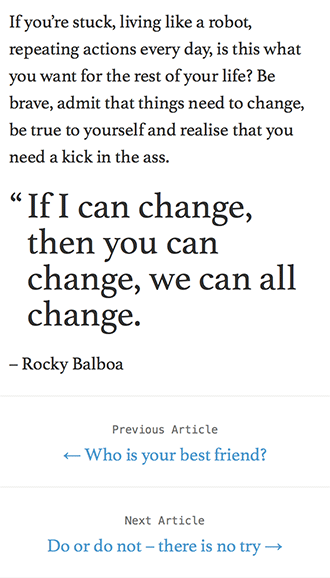 If you’re stuck, living like a robot,
repeating actions every day, is this what
you want for the rest of your life? Be
brave, admit that things need to change,
be true to yourself and realise that you
need a kick in the ass.
“ If I can change,
then you can
change, we can all
change.
– Rocky Balboa
Previous Article
← Who is your best friend?
Next Article
Do or do not – there is no try →